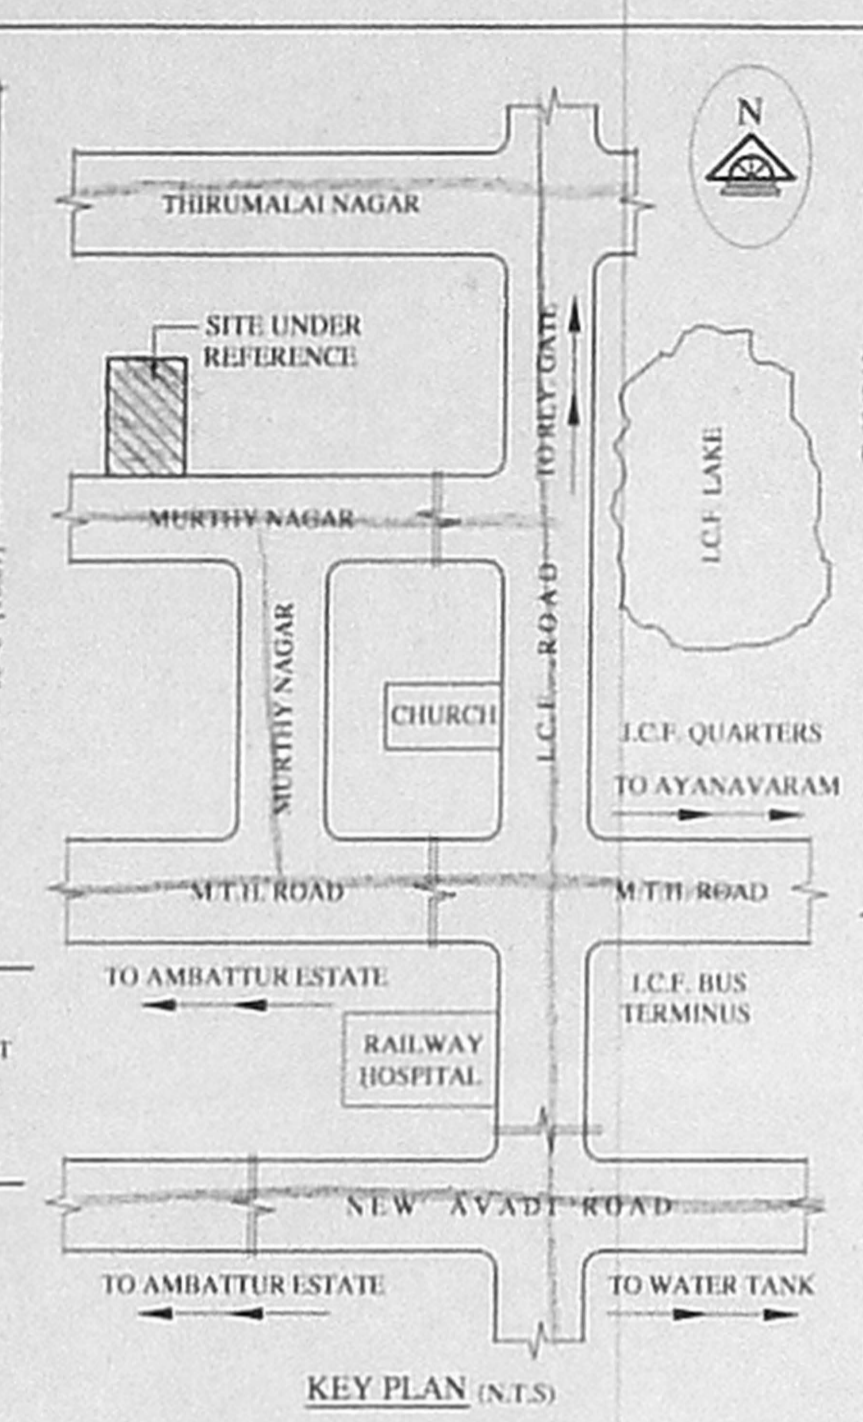 N
THIRUMALAI NAGAR
SITE UNDER
REFERENCE
TO RLY. GATE
I.C.F. LAKE
MURTHY NAGAR
I.C.F. ROAD
MURTHY NAGAR
CHURCH
I.C.F. QUARTERS
TO AYANAVARAM
M.T.H. ROAD
M.T.H. ROAD
TO AMBATTUR ESTATE
I.C.F. BUS
TERMINUS
RAILWAY
HOSPITAL
T
NEW AVADI ROAD
TO AMBATTUR ESTATE
TO WATER TANK
KEY PLAN (N.T.S)